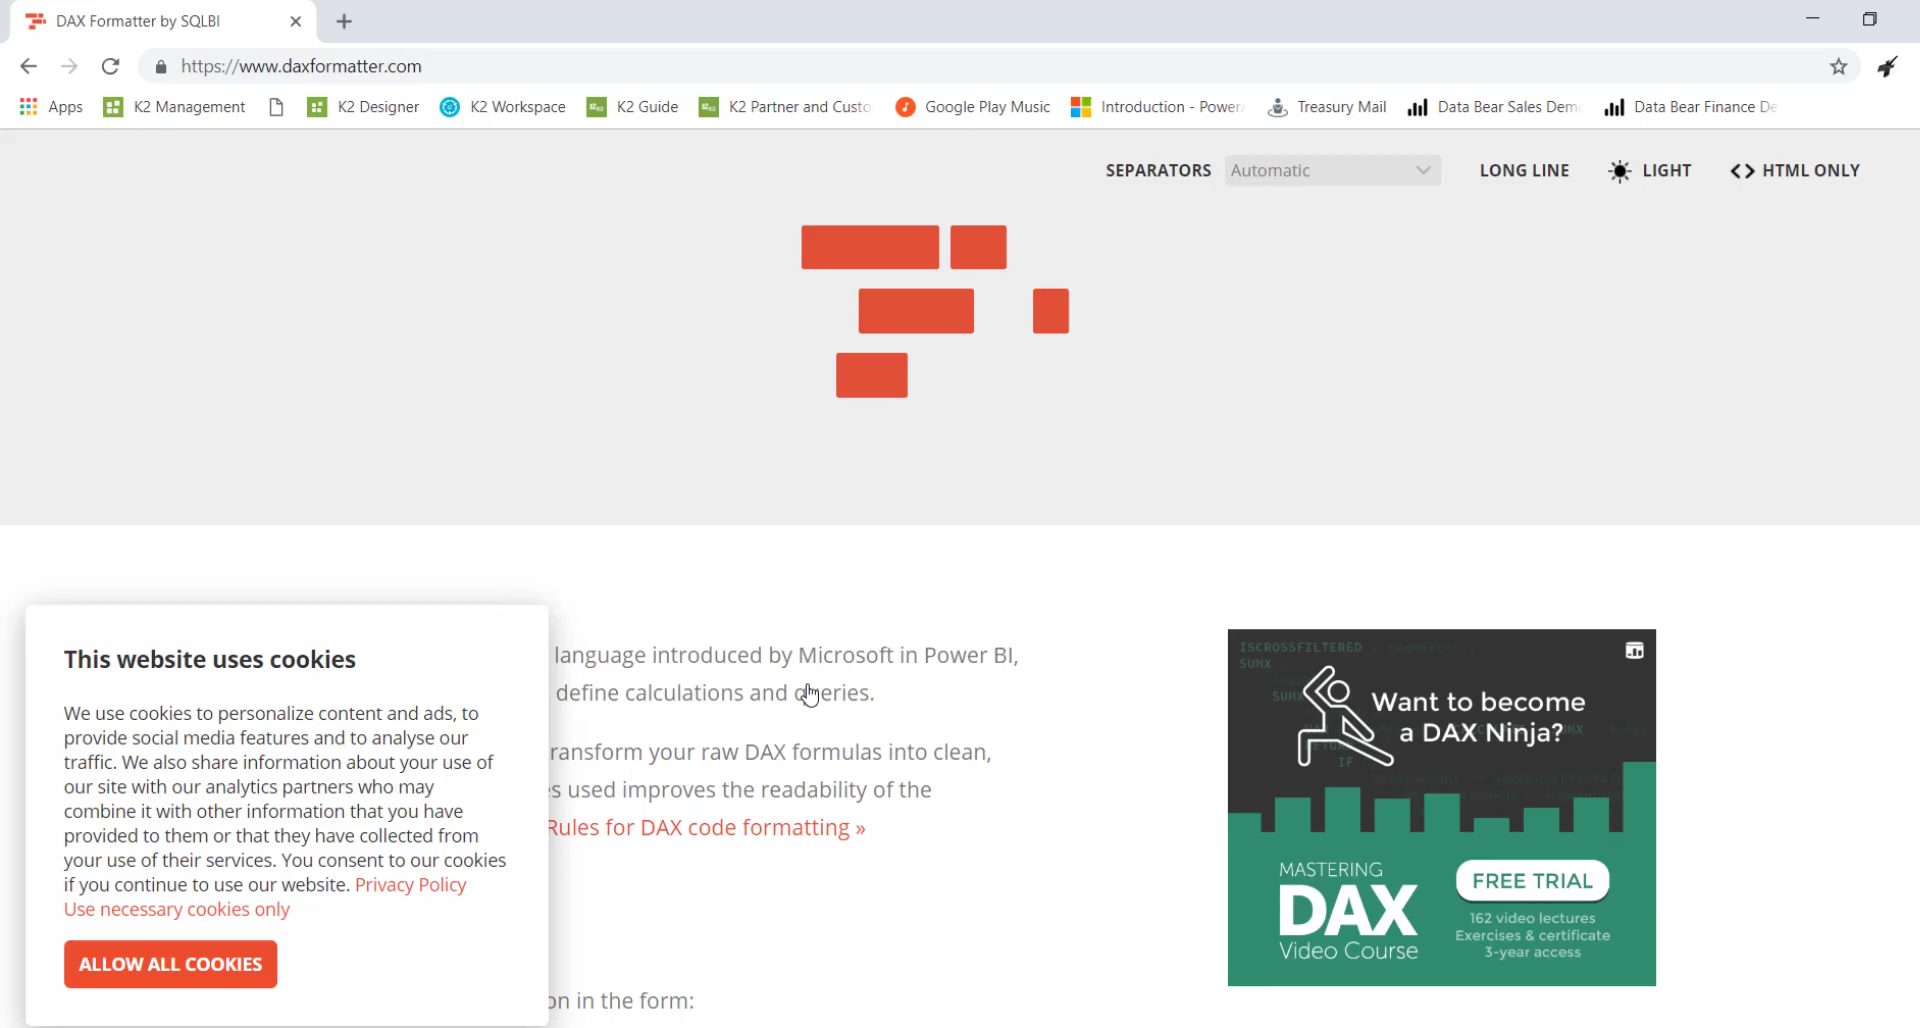 DAX Formatter by SQLBI
https://www.daxformatter.com
Apps K2 Management K2 Designer K2 Workspace K2 Guide K2 Partner and Custo Google Play Music Introduction - Power Treasury Mail Data Bear Sales Dem Data Bear Finance De
SEPARATORS Automatic LONG LINE LIGHT HTML ONLY
This website uses cookies
We use cookies to personalize content and ads, to
provide social media features and to analyse our
traffic. We also share information about your use of
our site with our analytics partners who may
combine it with other information that you have
provided to them or that they have collected from
your use of their services. You consent to our cookies
if you continue to use our website. Privacy Policy
Use necessary cookies only
ALLOW ALL COOKIES
language introduced by Microsoft in Power BI,
define calculations and queries.
ransform your raw DAX formulas into clean,
s used improves the readability of the
Rules for DAX code formatting »
on in the form:
ISCROSSFILTERED
SUMX
SUMX
RETURN
IF
Want to become
a DAX Ninja?
MASTERING
DAX
Video Course
FREE TRIAL
162 video lectures
Exercises & certificate
3-year access